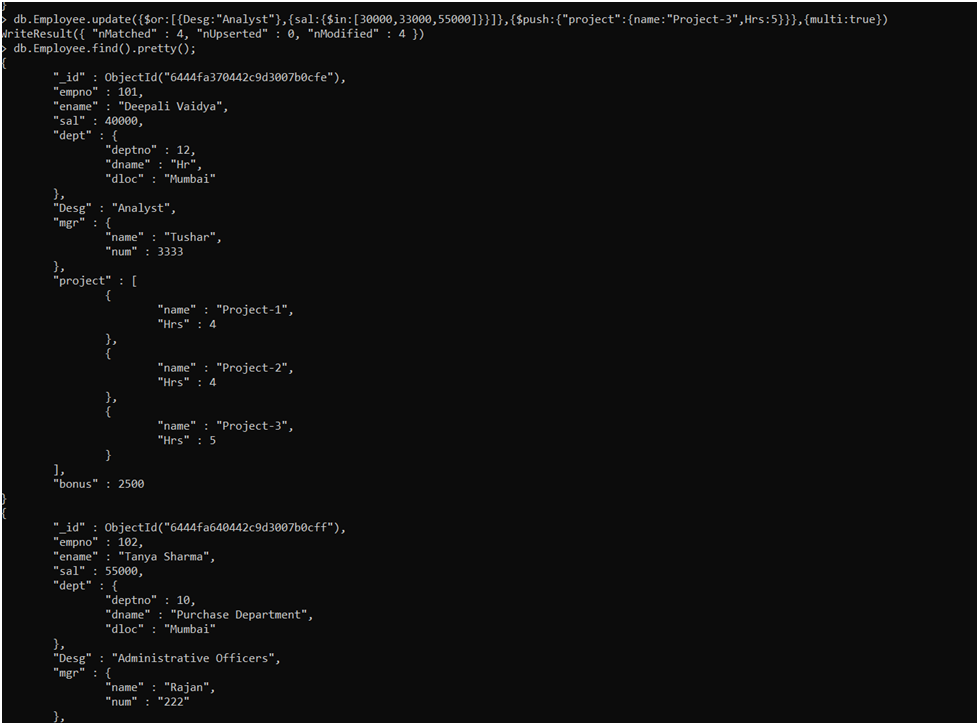 }
> db.Employee.update({$or:[{Desg:"Analyst"},{sal:{$in:[30000,33000,55000]}}]},{$push:{"project":{name:"Project-3",Hrs:5}}},{multi:true})
WriteResult({ "nMatched" : 4, "nUpserted" : 0, "nModified" : 4 })
> db.Employee.find().pretty();
{
        "_id" : ObjectId("6444fa370442c9d3007b0cfe"),
        "empno" : 101,
        "ename" : "Deepali Vaidya",
        "sal" : 40000,
        "dept" : {
                "deptno" : 12,
                "dname" : "Hr",
                "dloc" : "Mumbai"
        },
        "Desg" : "Analyst",
        "mgr" : {
                "name" : "Tushar",
                "num" : 3333
        },
        "project" : [
                {
                        "name" : "Project-1",
                        "Hrs" : 4
                },
                {
                        "name" : "Project-2",
                        "Hrs" : 4
                },
                {
                        "name" : "Project-3",
                        "Hrs" : 5
                }
        ],
        "bonus" : 2500
}
{
        "_id" : ObjectId("6444fa640442c9d3007b0cff"),
        "empno" : 102,
        "ename" : "Tanya Sharma",
        "sal" : 55000,
        "dept" : {
                "deptno" : 10,
                "dname" : "Purchase Department",
                "dloc" : "Mumbai"
        },
        "Desg" : "Administrative Officers",
        "mgr" : {
                "name" : "Rajan",
                "num" : "222"
        },